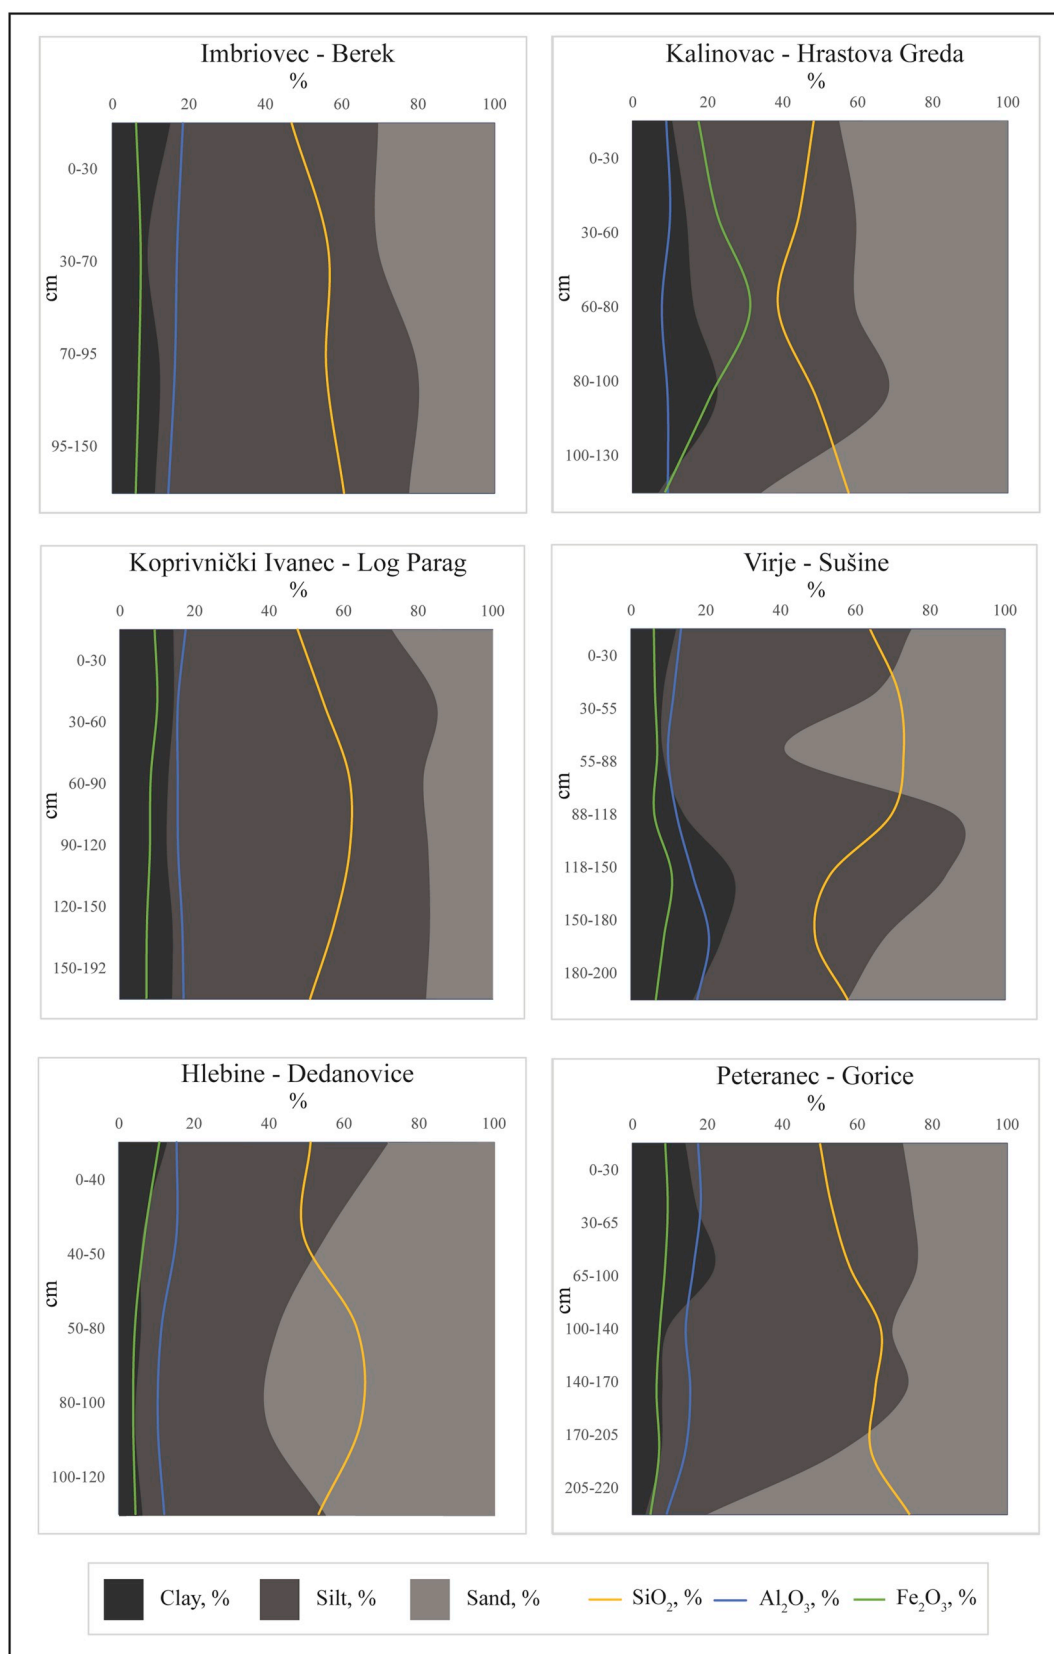 Imbriovec - Berek
%
0 20 40 60 80 100
cm
0-30
30-70
70-95
95-150
Kalinovac - Hrastova Greda
%
0 20 40 60 80 100
cm
0-30
30-60
60-80
80-100
100-130
Koprivnički Ivanec - Log Parag
%
0 20 40 60 80 100
cm
0-30
30-60
60-90
90-120
120-150
150-192
Virje - Sušine
%
0 20 40 60 80 100
cm
0-30
30-55
55-88
88-118
118-150
150-180
180-200
Hlebine - Dedanovice
%
0 20 40 60 80 100
cm
0-40
40-50
50-80
80-100
100-120
Peteranec - Gorice
%
0 20 40 60 80 100
cm
0-30
30-65
65-100
100-140
140-170
170-205
205-220
Clay, % Silt, % Sand, % SiO₂, % Al₂O₃, % Fe₂O₃, %